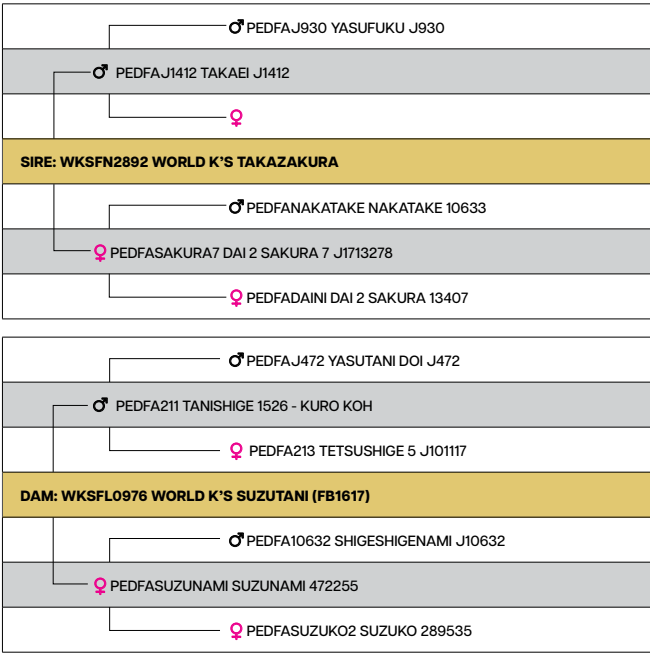 ♂ PEDFAJ930 YASUFUKU J930
♂ PEDFAJ1412 TAKAEI J1412
♀
SIRE: WKSFN2892 WORLD K'S TAKAZAKURA
♂ PEDFANAKATAKE NAKATAKE 10633
♀ PEDFASAKURA7 DAI 2 SAKURA 7 J1713278
♀ PEDFADAINI DAI 2 SAKURA 13407
♂ PEDFAJ472 YASUTANI DOI J472
♂ PEDFA211 TANISHIGE 1526 - KURO KOH
♀ PEDFA213 TETSUSHIGE 5 J101117
DAM: WKSFL0976 WORLD K'S SUZUTANI (FB1617)
♂ PEDFA10632 SHIGESHIGENAMI J10632
♀ PEDFASUZUNAMI SUZUNAMI 472255
♀ PEDFASUZUKO2 SUZUKO 289535